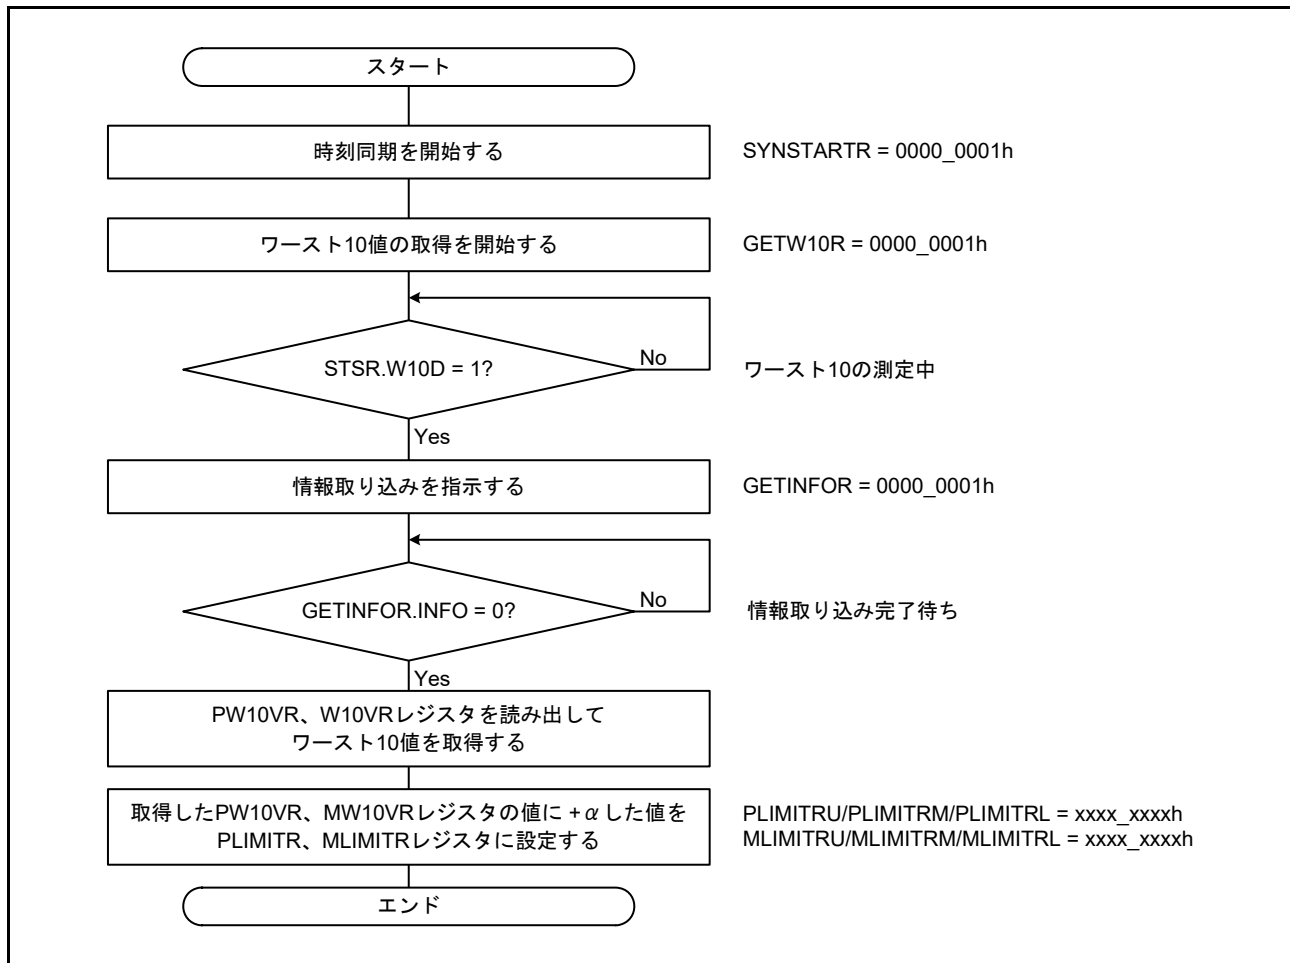 スタート
時刻同期を開始する
SYNSTARTR = 0000_0001h
ワースト10値の取得を開始する
GETW10R = 0000_0001h
STSR.W10D = 1?
No
ワースト10の測定中
Yes
情報取り込みを指示する
GETINFOR = 0000_0001h
GETINFOR.INFO = 0?
No
情報取り込み完了待ち
Yes
PW10VR、W10VRレジスタを読み出して
ワースト10値を取得する
取得したPW10VR、MW10VRレジスタの値に + α した値を
PLIMITR、MLIMITRレジスタに設定する
PLIMITRU/PLIMITRM/PLIMITRL = xxxx_xxxxh
MLIMITRU/MLIMITRM/MLIMITRL = xxxx_xxxxh
エンド